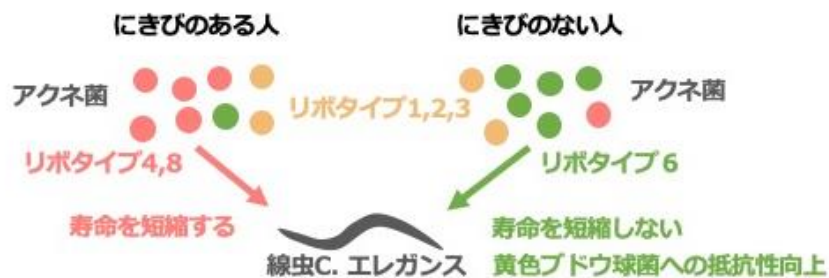 にきびのある人
にきびのない人
アクネ菌
リボタイプ1,2,3
アクネ菌
リボタイプ4,8
リボタイプ6
寿命を短縮する
寿命を短縮しない
線虫C. エレガンス
黄色ブドウ球菌への抵抗性向上